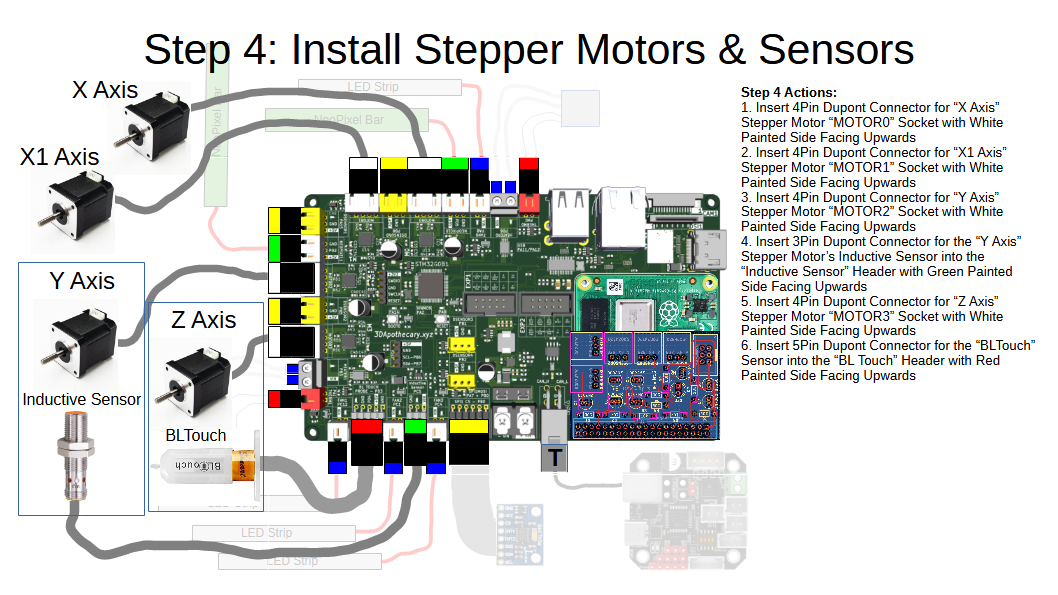 Step 4: Install Stepper Motors & Sensors
X Axis
X1 Axis
LED Strip
NeoPixel Bar
NeoPixel Bar
Step 4 Actions:
1. Insert 4Pin Dupont Connector for “X Axis”
Stepper Motor “MOTOR0” Socket with White
Painted Side Facing Upwards
2. Insert 4Pin Dupont Connector for “X1 Axis”
Stepper Motor “MOTOR1” Socket with White
Painted Side Facing Upwards
3. Insert 4Pin Dupont Connector for “Y Axis”
Stepper Motor “MOTOR2” Socket with White
Painted Side Facing Upwards
4. Insert 3Pin Dupont Connector for the “Y Axis”
Stepper Motor’s Inductive Sensor into the
“Inductive Sensor” Header with Green Painted
Side Facing Upwards
5. Insert 4Pin Dupont Connector for “Z Axis”
Stepper Motor “MOTOR3” Socket with White
Painted Side Facing Upwards
6. Insert 5Pin Dupont Connector for the “BLTouch”
Sensor into the “BL Touch” Header with Red
Painted Side Facing Upwards
Y Axis
Z Axis
Inductive Sensor
BLTouch
BLTouch
3DApothecary.xyz
EXP1
EXP2
T
LED Strip
LED Strip